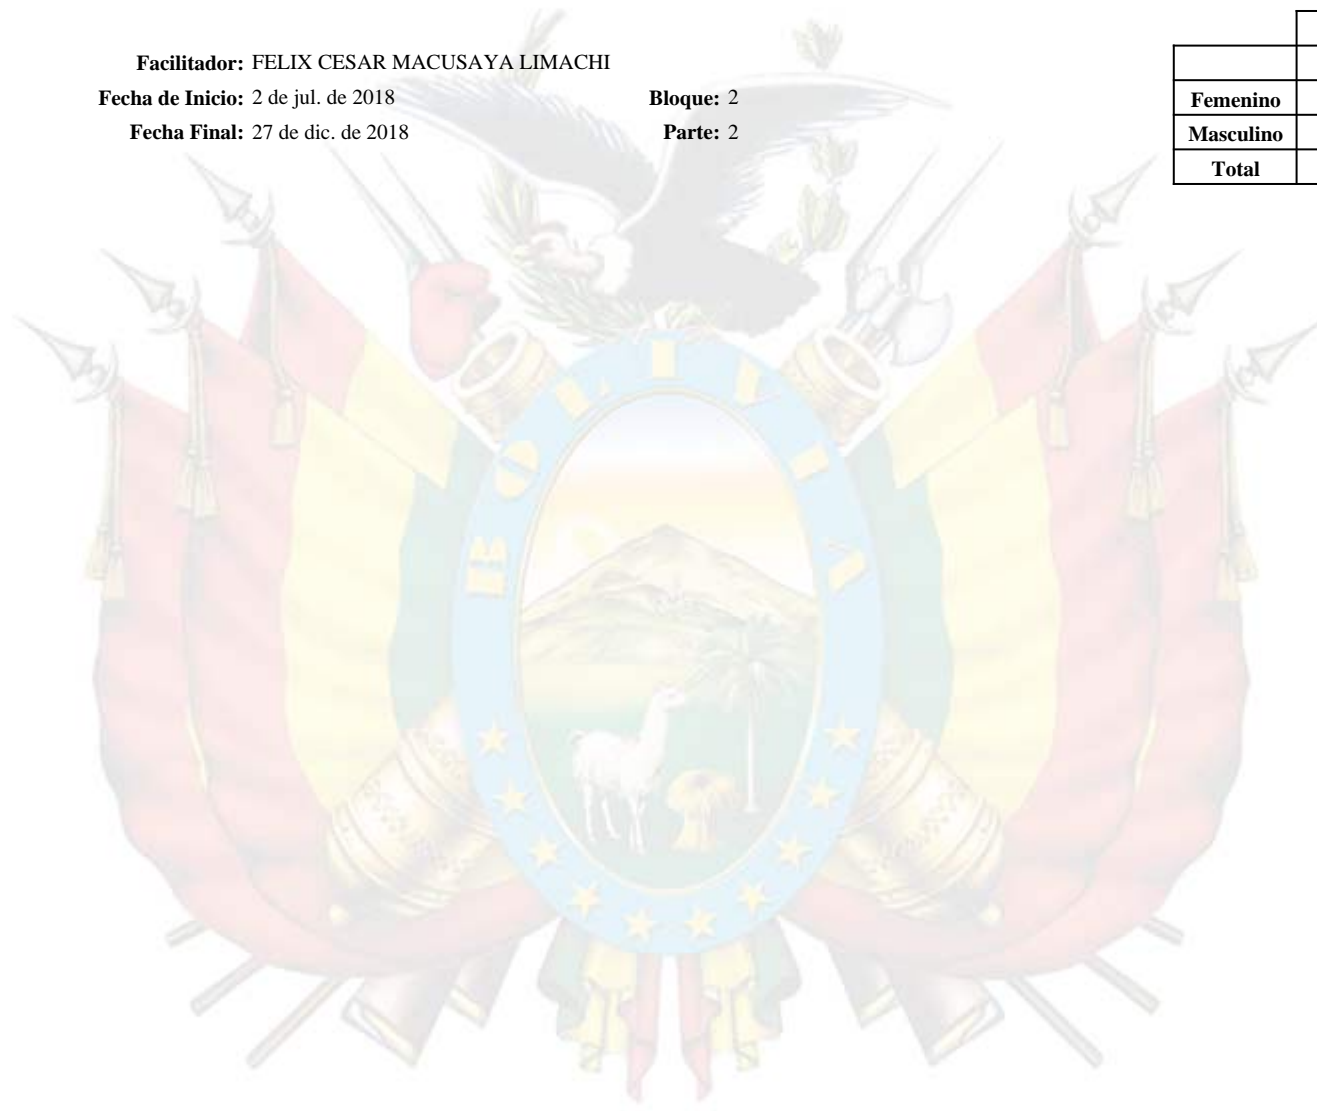 Facilitador: FELIX CESAR MACUSAYA LIMACHI
Fecha de Inicio: 2 de jul. de 2018 Bloque: 2
Fecha Final: 27 de dic. de 2018 Parte: 2
Femenino
Masculino
Total
BOLIVIA